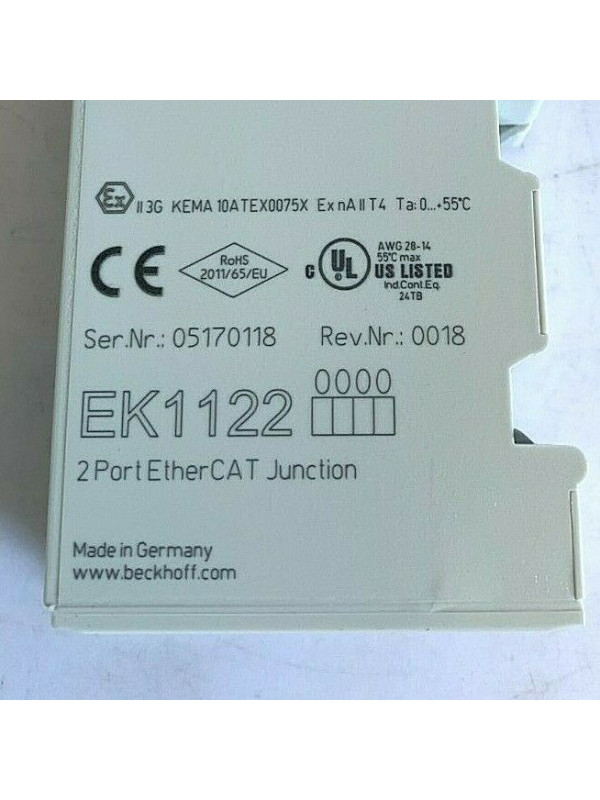 Ex II 3G KEMA 10ATEX0075X Ex nA II T4 Ta: 0...+55°C
CE
RoHS
2011/65/EU
C UL US LISTED
AWG 28-14
55°C max
Ind.Cont.Eq.
24TB
Ser.Nr.: 05170118 Rev.Nr.: 0018
0000
EK1122
2 Port EtherCAT Junction
Made in Germany
www.beckhoff.com